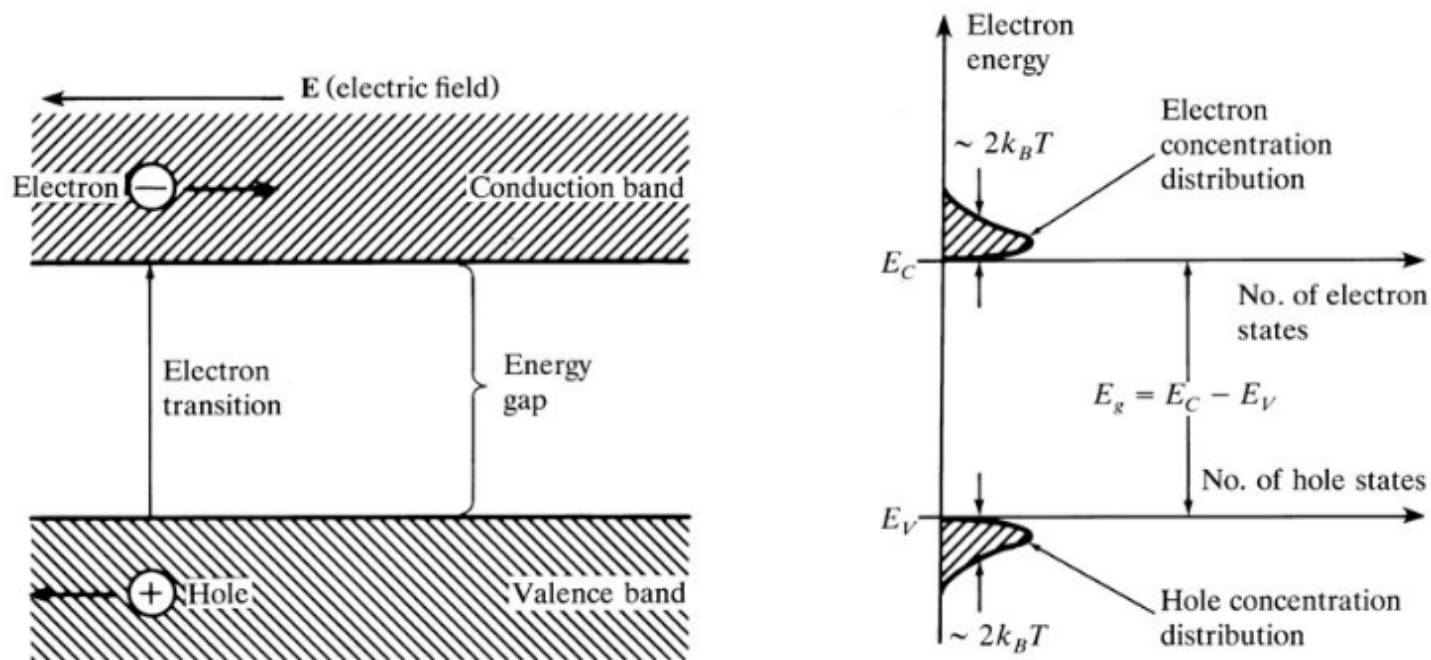 E (electric field)
Electron
−
Conduction band
Electron
transition
Energy
gap
+
Hole
Valence band
Electron
energy
~ 2k_BT
Electron
concentration
distribution
E_C
No. of electron
states
E_g = E_C − E_V
No. of hole states
E_V
~ 2k_BT
Hole concentration
distribution